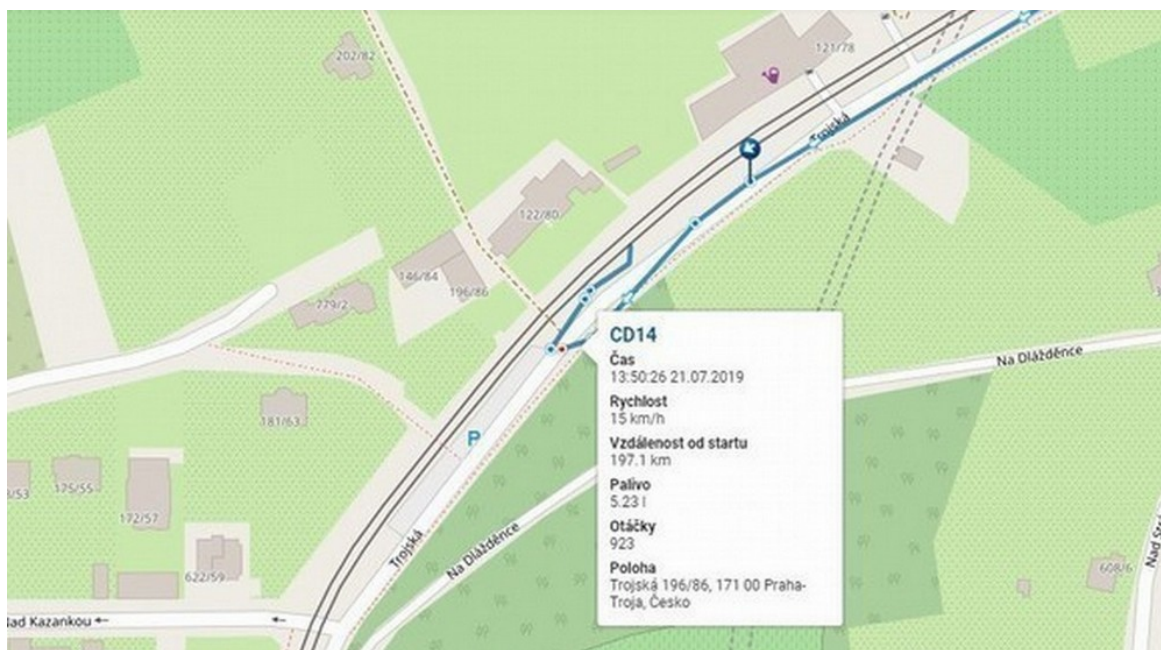 202/82
121/78
Trojská
122/80
146/84
196/86
779/2
CD14
Čas
13:50:26 21.07.2019
Rychlost
15 km/h
Vzdálenost od startu
197.1 km
Palivo
5.23 l
Otáčky
923
Poloha
Trojská 196/86, 171 00 Praha-
Troja, Česko
Na Dlážděnce
181/63
P
175/55
172/57
Trojská
Na Dlážděnce
622/59
608/6